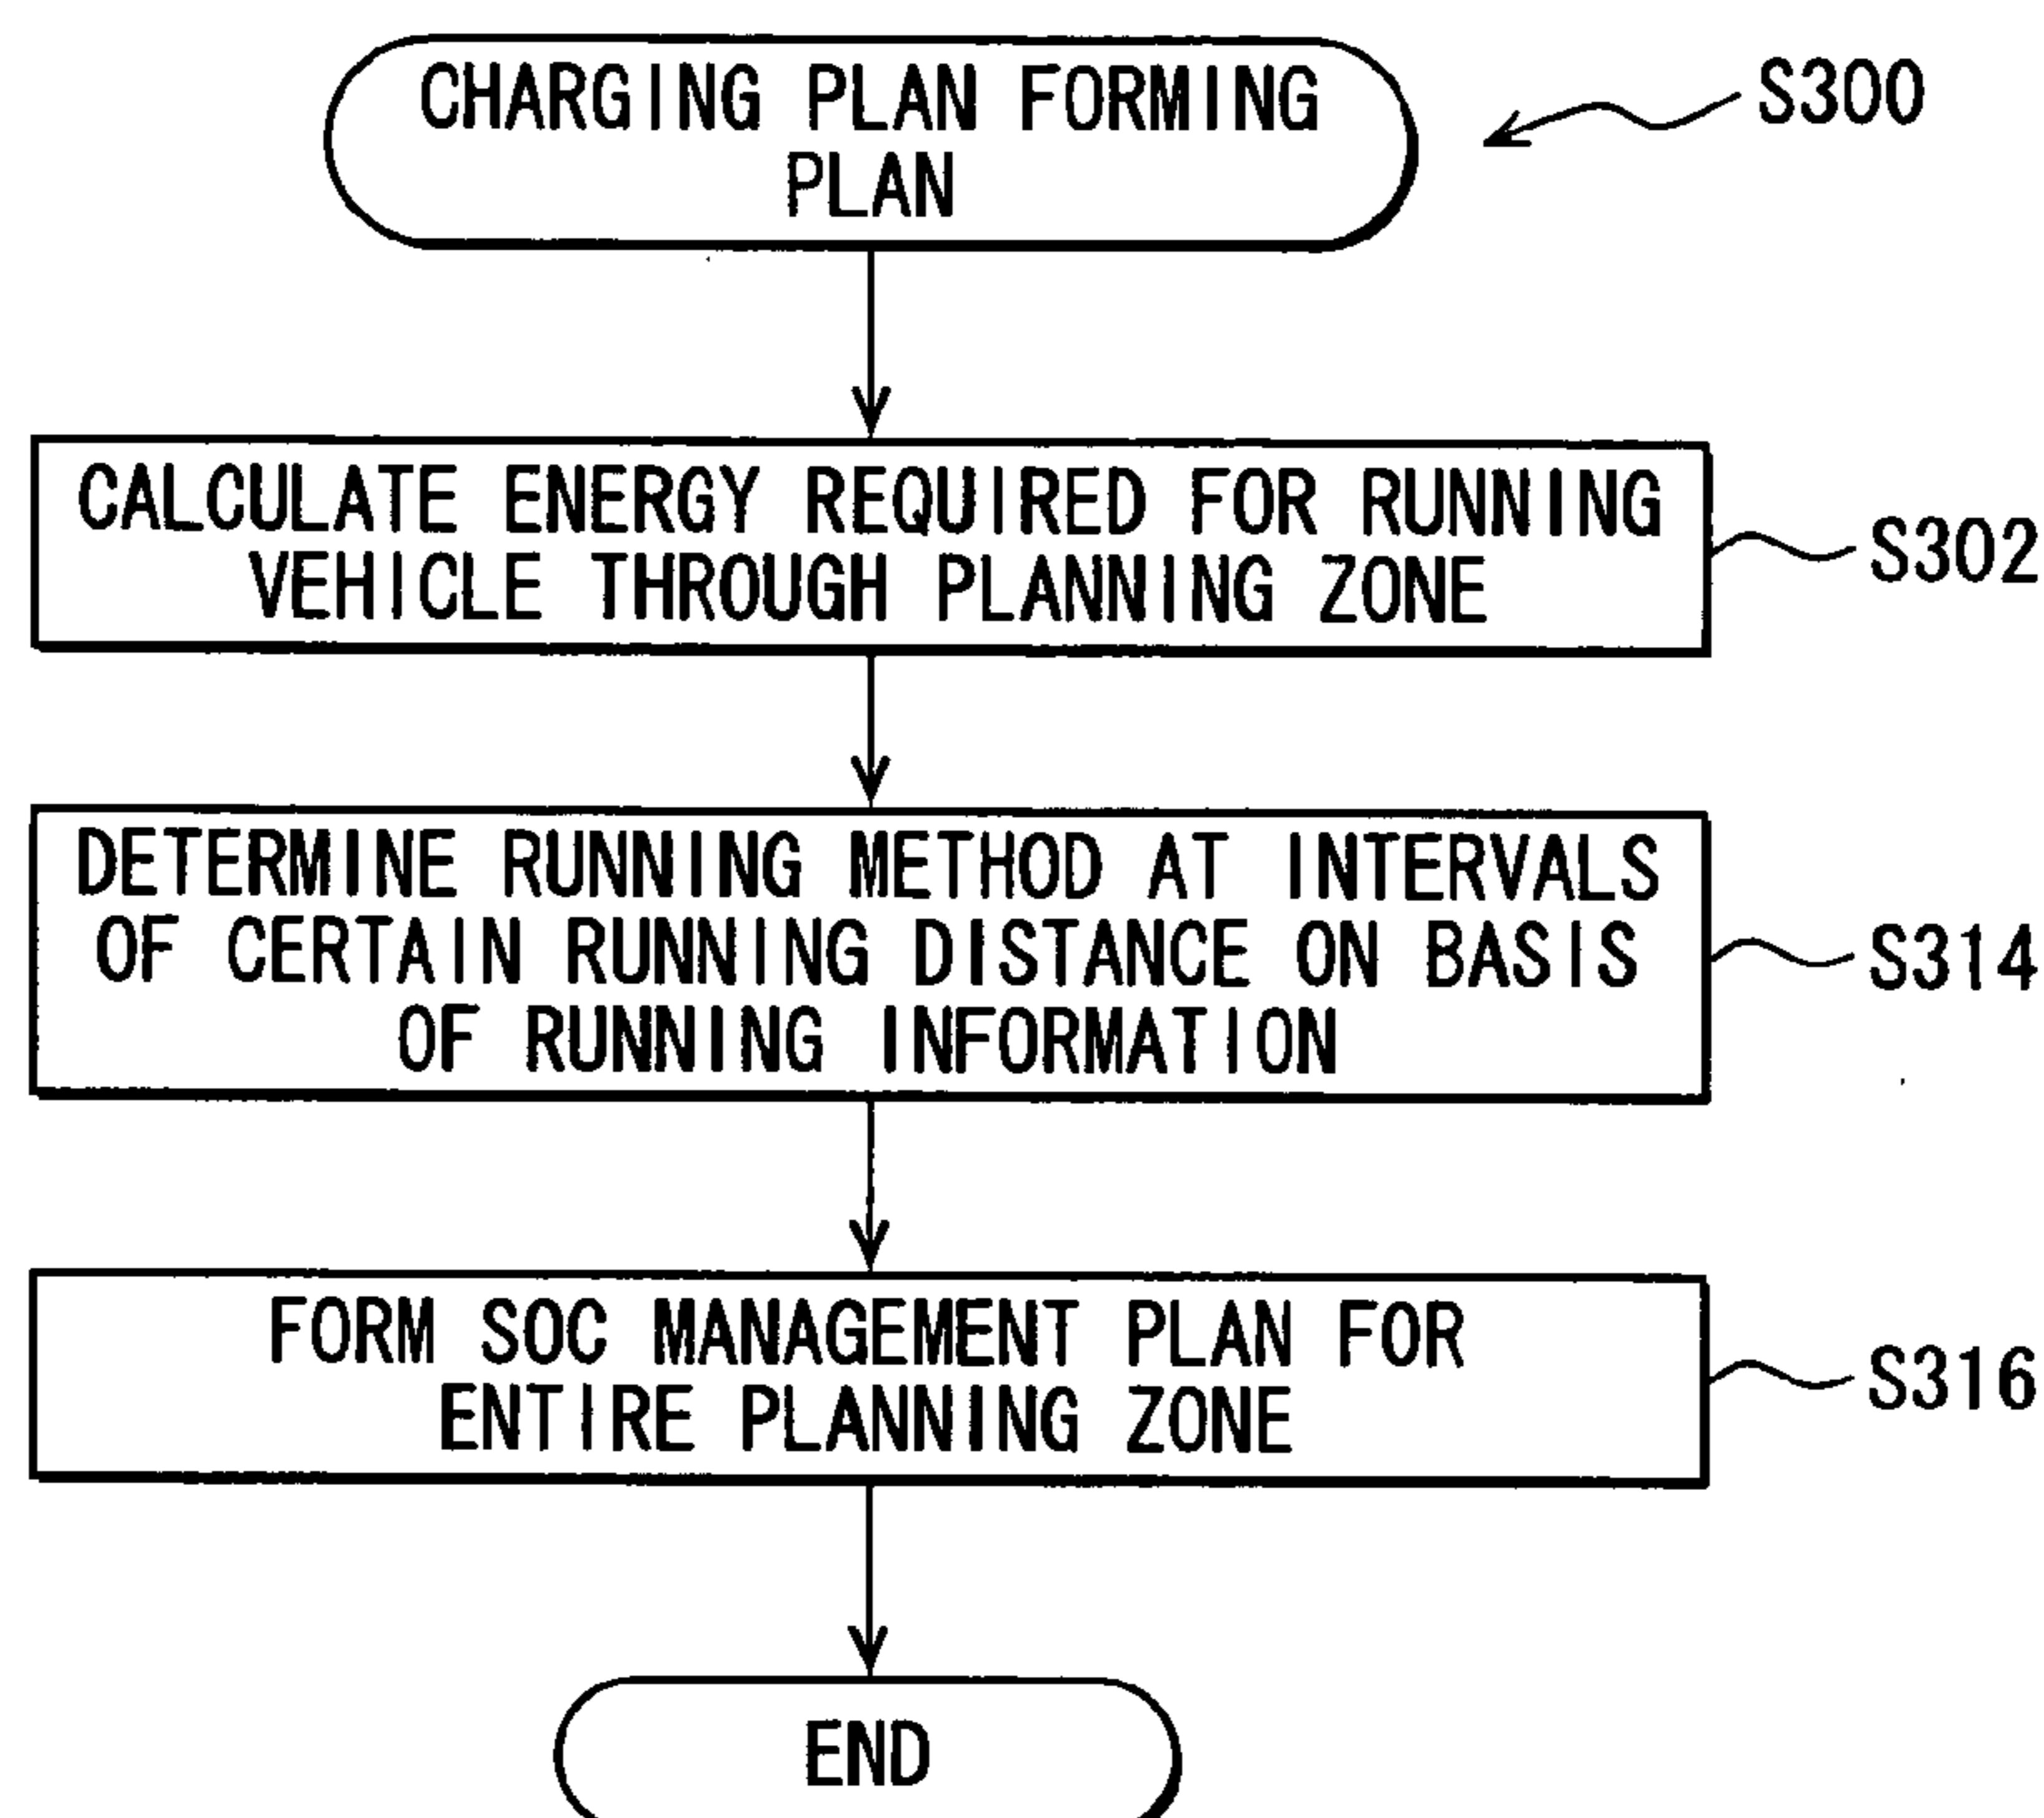 CHARGING PLAN FORMING
PLAN
S300
CALCULATE ENERGY REQUIRED FOR RUNNING
VEHICLE THROUGH PLANNING ZONE
S302
DETERMINE RUNNING METHOD AT INTERVALS
OF CERTAIN RUNNING DISTANCE ON BASIS
OF RUNNING INFORMATION
S314
FORM SOC MANAGEMENT PLAN FOR
ENTIRE PLANNING ZONE
S316
END